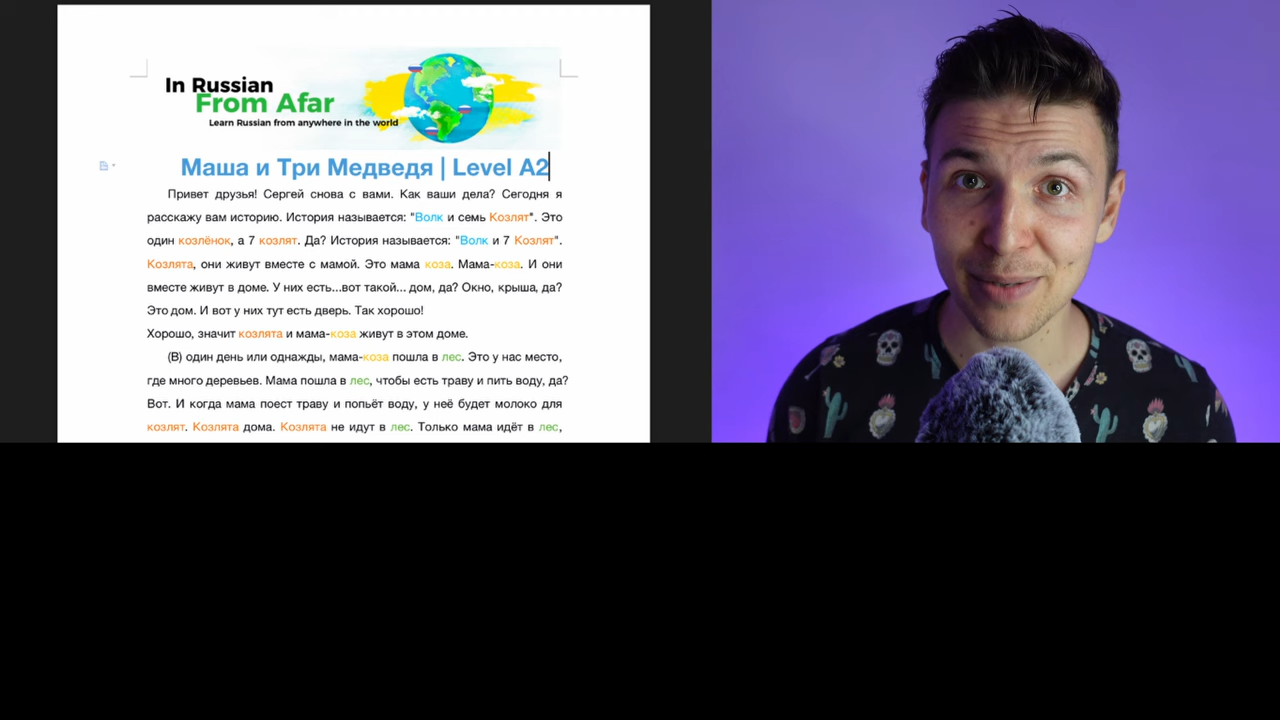 In Russian
From Afar
Learn Russian from anywhere in the world
Маша и Три Медведя | Level A2
Привет друзья! Сергей снова с вами. Как ваши дела? Сегодня я
расскажу вам историю. История называется: "Волк и семь Козлят". Это
один козлёнок, а 7 козлят. Да? История называется: "Волк и 7 Козлят".
Козлята, они живут вместе с мамой. Это мама коза. Мама-коза. И они
вместе живут в доме. У них есть...вот такой... дом, да? Окно, крыша, да?
Это дом. И вот у них тут есть дверь. Так хорошо!
Хорошо, значит козлята и мама-коза живут в этом доме.
(В) один день или однажды, мама-коза пошла в лес. Это у нас место,
где много деревьев. Мама пошла в лес, чтобы есть траву и пить воду, да?
Вот. И когда мама поест траву и попьёт воду, у неё будет молоко для
козлят. Козлята дома. Козлята не идут в лес. Только мама идёт в лес,